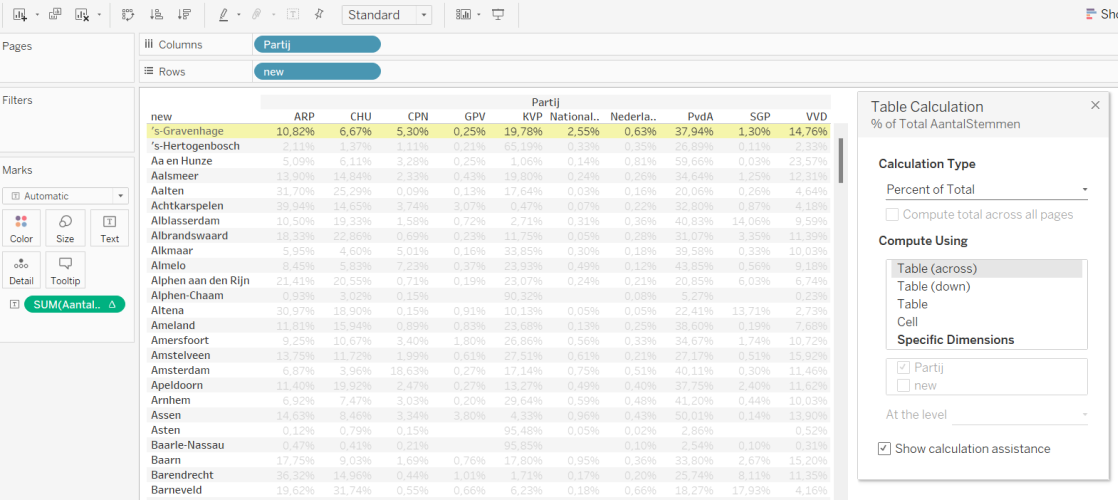 Standard
Sho
Pages
Columns
Partij
Rows
new
Filters
Marks
Automatic
Color
Size
Text
Detail
Tooltip
SUM(Aantal..
Partij
new ARP CHU CPN GPV KVP National.. Nederla.. PvdA SGP VVD
's-Gravenhage 10,82% 6,67% 5,30% 0,25% 19,78% 2,55% 0,63% 37,94% 1,30% 14,76%
's-Hertogenbosch 2,11% 1,37% 1,11% 0,21% 65,19% 0,33% 0,35% 26,89% 0,11% 2,33%
Aa en Hunze 5,09% 6,11% 3,28% 0,25% 1,06% 0,14% 0,81% 59,66% 0,03% 23,57%
Aalsmeer 13,90% 14,84% 2,33% 0,43% 19,80% 0,24% 0,26% 34,64% 1,25% 12,31%
Aalten 31,70% 25,29% 0,09% 0,13% 17,64% 0,03% 0,16% 20,06% 0,26% 4,64%
Achtkarspelen 39,94% 14,65% 3,74% 3,07% 0,47% 0,07% 0,22% 32,80% 0,87% 4,18%
Alblasserdam 10,50% 19,33% 1,58% 0,72% 2,71% 0,31% 0,36% 40,83% 14,06% 9,59%
Albrandswaard 18,33% 22,86% 0,69% 0,23% 11,75% 0,05% 0,28% 31,07% 3,35% 11,39%
Alkmaar 5,95% 4,60% 5,01% 0,16% 33,85% 0,30% 0,18% 39,58% 0,33% 10,03%
Almelo 8,45% 5,83% 7,23% 0,37% 23,93% 0,49% 0,12% 43,85% 0,56% 9,18%
Alphen aan den Rijn 21,41% 20,55% 0,71% 0,19% 23,07% 0,24% 0,21% 20,85% 6,03% 6,74%
Alphen-Chaam 0,93% 3,02% 0,15% 90,32% 0,08% 5,27% 0,23%
Altena 30,97% 18,90% 0,15% 0,91% 10,13% 0,05% 0,05% 22,41% 13,71% 2,73%
Ameland 11,81% 15,94% 0,89% 0,83% 23,68% 0,13% 0,25% 38,60% 0,19% 7,68%
Amersfoort 9,25% 10,67% 3,40% 1,80% 26,86% 0,56% 0,33% 34,67% 1,74% 10,72%
Amstelveen 13,75% 11,72% 1,99% 0,61% 27,51% 0,61% 0,21% 27,17% 0,51% 15,92%
Amsterdam 6,87% 3,96% 18,63% 0,27% 17,14% 0,75% 0,51% 40,11% 0,30% 11,46%
Apeldoorn 11,40% 19,92% 2,47% 0,27% 13,27% 0,49% 0,40% 37,75% 2,40% 11,62%
Arnhem 6,92% 7,47% 3,03% 0,20% 29,64% 0,59% 0,48% 41,20% 0,44% 10,03%
Assen 14,63% 8,46% 3,34% 3,80% 4,33% 0,96% 0,43% 50,01% 0,14% 13,90%
Asten 0,12% 0,79% 0,15% 95,48% 0,05% 0,02% 2,86% 0,52%
Baarle-Nassau 0,47% 0,41% 0,21% 95,85% 0,10% 2,54% 0,10% 0,31%
Baarn 17,75% 9,03% 1,69% 0,76% 17,80% 0,95% 0,36% 33,80% 2,67% 15,20%
Barendrecht 36,32% 14,96% 0,44% 1,01% 1,71% 0,17% 0,20% 25,74% 8,11% 11,35%
Barneveld 19,62% 31,74% 0,55% 0,66% 6,23% 0,18% 0,66% 18,27% 17,93% 4,16%
Table Calculation
% of Total AantalStemmen
Calculation Type
Percent of Total
Compute total across all pages
Compute Using
Table (across)
Table (down)
Table
Cell
Specific Dimensions
Partij
new
At the level
Show calculation assistance